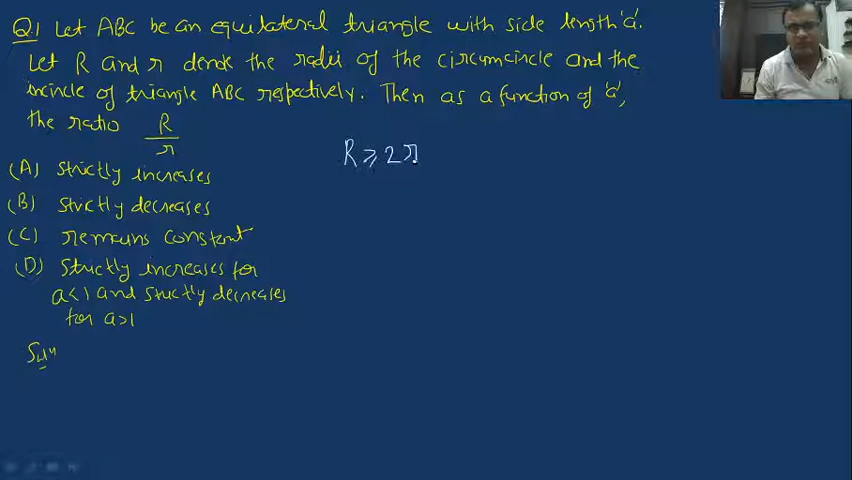 Q1 Let ABC be an equilateral triangle with side length 'a'.
Let R and r denote the radii of the circumcircle and the
incircle of triangle ABC respectively. Then as a function of 'a',
the ratio R/r
R ≥ 2r
(A) Strictly increases
(B) Strictly decreases
(C) remains constant
(D) Strictly increases for
a<1 and strictly decreases
for a>1
Solⁿ